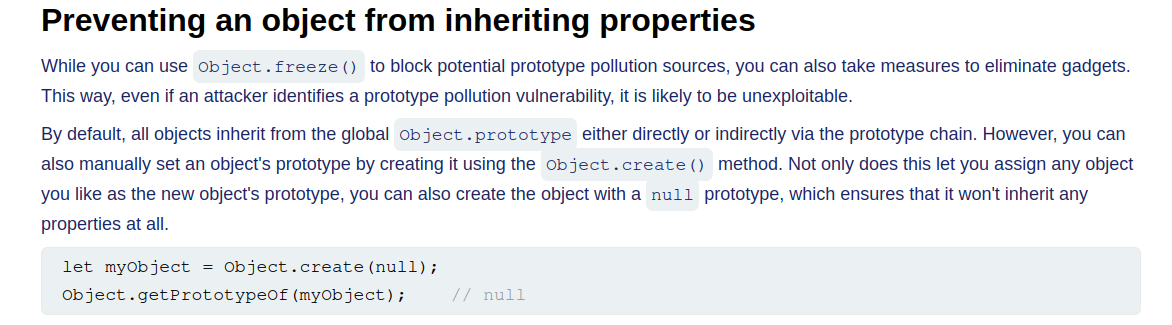 Preventing an object from inheriting properties
While you can use Object.freeze() to block potential prototype pollution sources, you can also take measures to eliminate gadgets.
This way, even if an attacker identifies a prototype pollution vulnerability, it is likely to be unexploitable.
By default, all objects inherit from the global Object.prototype either directly or indirectly via the prototype chain. However, you can
also manually set an object's prototype by creating it using the Object.create() method. Not only does this let you assign any object
you like as the new object's prototype, you can also create the object with a null prototype, which ensures that it won't inherit any
properties at all.
let myObject = Object.create(null);
Object.getPrototypeOf(myObject);    // null